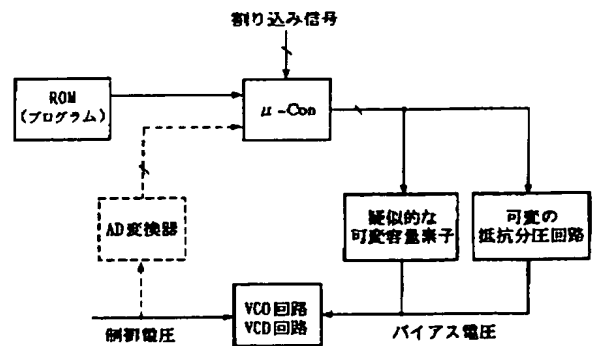 割り込み信号
ROM
(プログラム)
μ-Con
AD変換器
疑似的な
可変容量素子
可変の
抵抗分圧回路
VCO回路
VCD回路
制御電圧
バイアス電圧